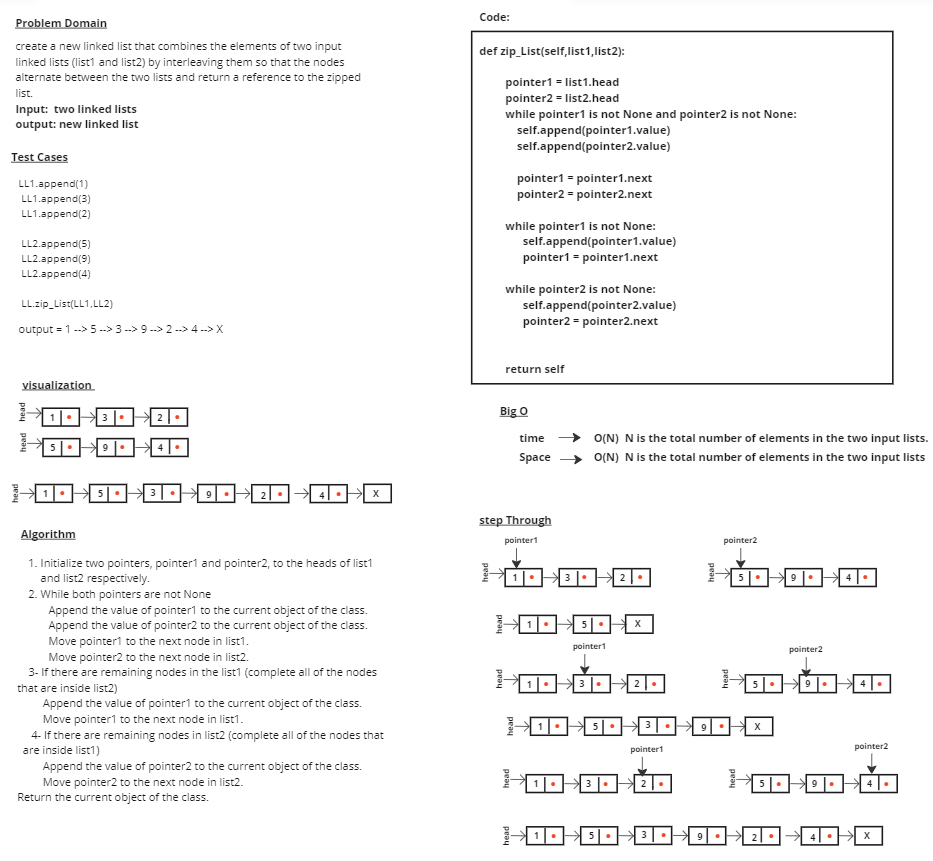 Problem Domain
create a new linked list that combines the elements of two input
linked lists (list1 and list2) by interleaving them so that the nodes
alternate between the two lists and return a reference to the zipped
list.
Input:  two linked lists
output: new linked list
Test Cases
LL1.append(1)
LL1.append(3)
LL1.append(2)
LL2.append(5)
LL2.append(9)
LL2.append(4)
LL.zip_List(LL1,LL2)
output = 1 --> 5 --> 3 --> 9 --> 2 --> 4 --> X
visualization
head 1 3 2
head 5 9 4
head 1 5 3 9 2 4 X
Algorithm
1. Initialize two pointers, pointer1 and pointer2, to the heads of list1
and list2 respectively.
2. While both pointers are not None
Append the value of pointer1 to the current object of the class.
Append the value of pointer2 to the current object of the class.
Move pointer1 to the next node in list1.
Move pointer2 to the next node in list2.
3- If there are remaining nodes in the list1 (complete all of the nodes
that are inside list2)
Append the value of pointer1 to the current object of the class.
Move pointer1 to the next node in list1.
4- If there are remaining nodes in list2 (complete all of the nodes that
are inside list1)
Append the value of pointer2 to the current object of the class.
Move pointer2 to the next node in list2.
Return the current object of the class.
Code:
def zip_List(self,list1,list2):
pointer1 = list1.head
pointer2 = list2.head
while pointer1 is not None and pointer2 is not None:
self.append(pointer1.value)
self.append(pointer2.value)
pointer1 = pointer1.next
pointer2 = pointer2.next
while pointer1 is not None:
self.append(pointer1.value)
pointer1 = pointer1.next
while pointer2 is not None:
self.append(pointer2.value)
pointer2 = pointer2.next
return self
Big O
time → O(N)  N is the total number of elements in the two input lists.
Space → O(N)  N is the total number of elements in the two input lists
step Through
pointer1 pointer2
head 1 3 2 head 5 9 4
head 1 5 X
pointer1 pointer2
head 1 3 2 head 5 9 4
head 1 5 3 9 X
pointer1 pointer2
head 1 3 2 head 5 9 4
head 1 5 3 9 2 4 X